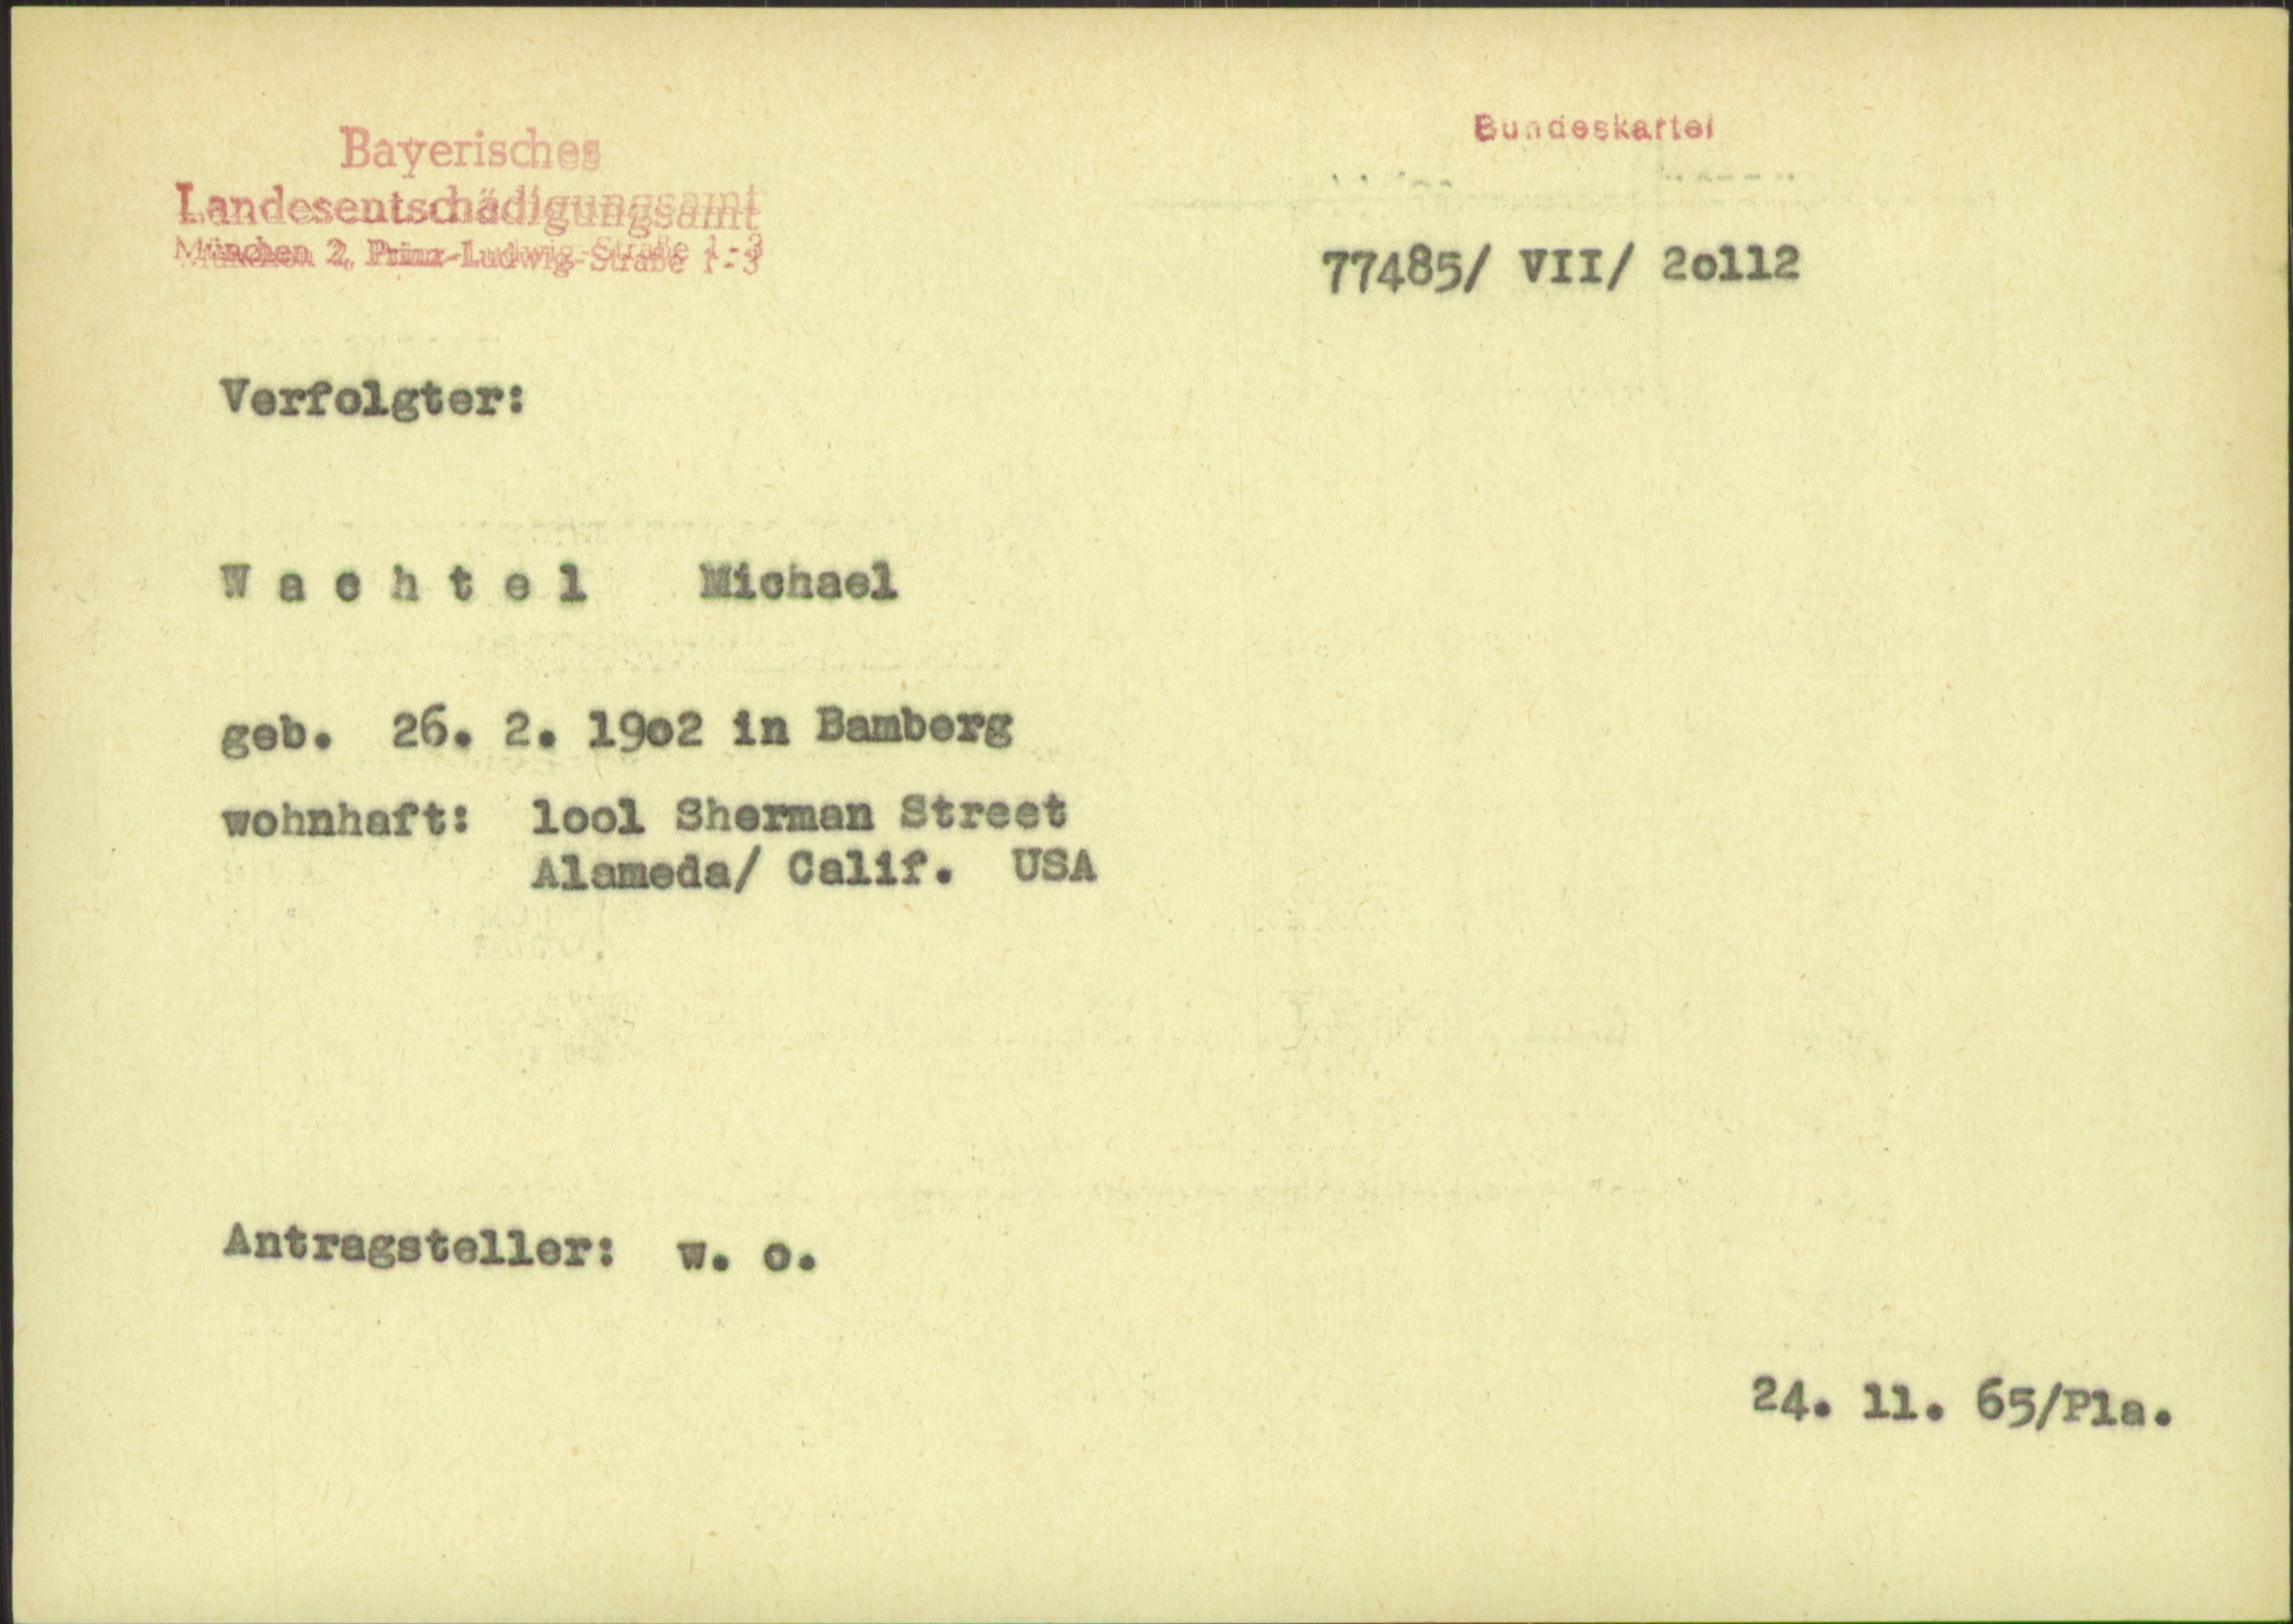 Bayerisches
Landesentschädigungsamt
München 2, Prinz-Ludwig-Straße 1-3
Bundeskartei
77485/ VII/ 2o112
Verfolgter:
W a c h t e l Michael
geb. 26. 2. 19o2 in Bamberg
wohnhaft: 1oo1 Sherman Street
Alameda/ Calif. USA
Antragsteller: w. o.
24. 11. 65/Pla.